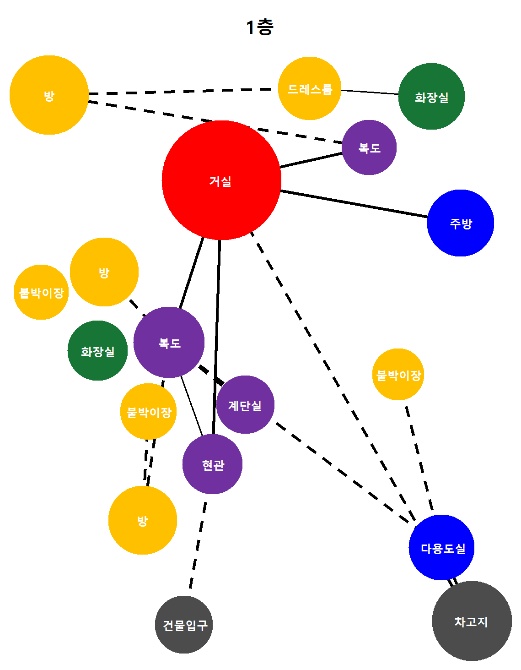 1층
방
드레스룸
화장실
복도
거실
주방
방
붙박이장
복도
화장실
붙박이장
붙박이장
계단실
현관
방
다용도실
건물입구
차고지